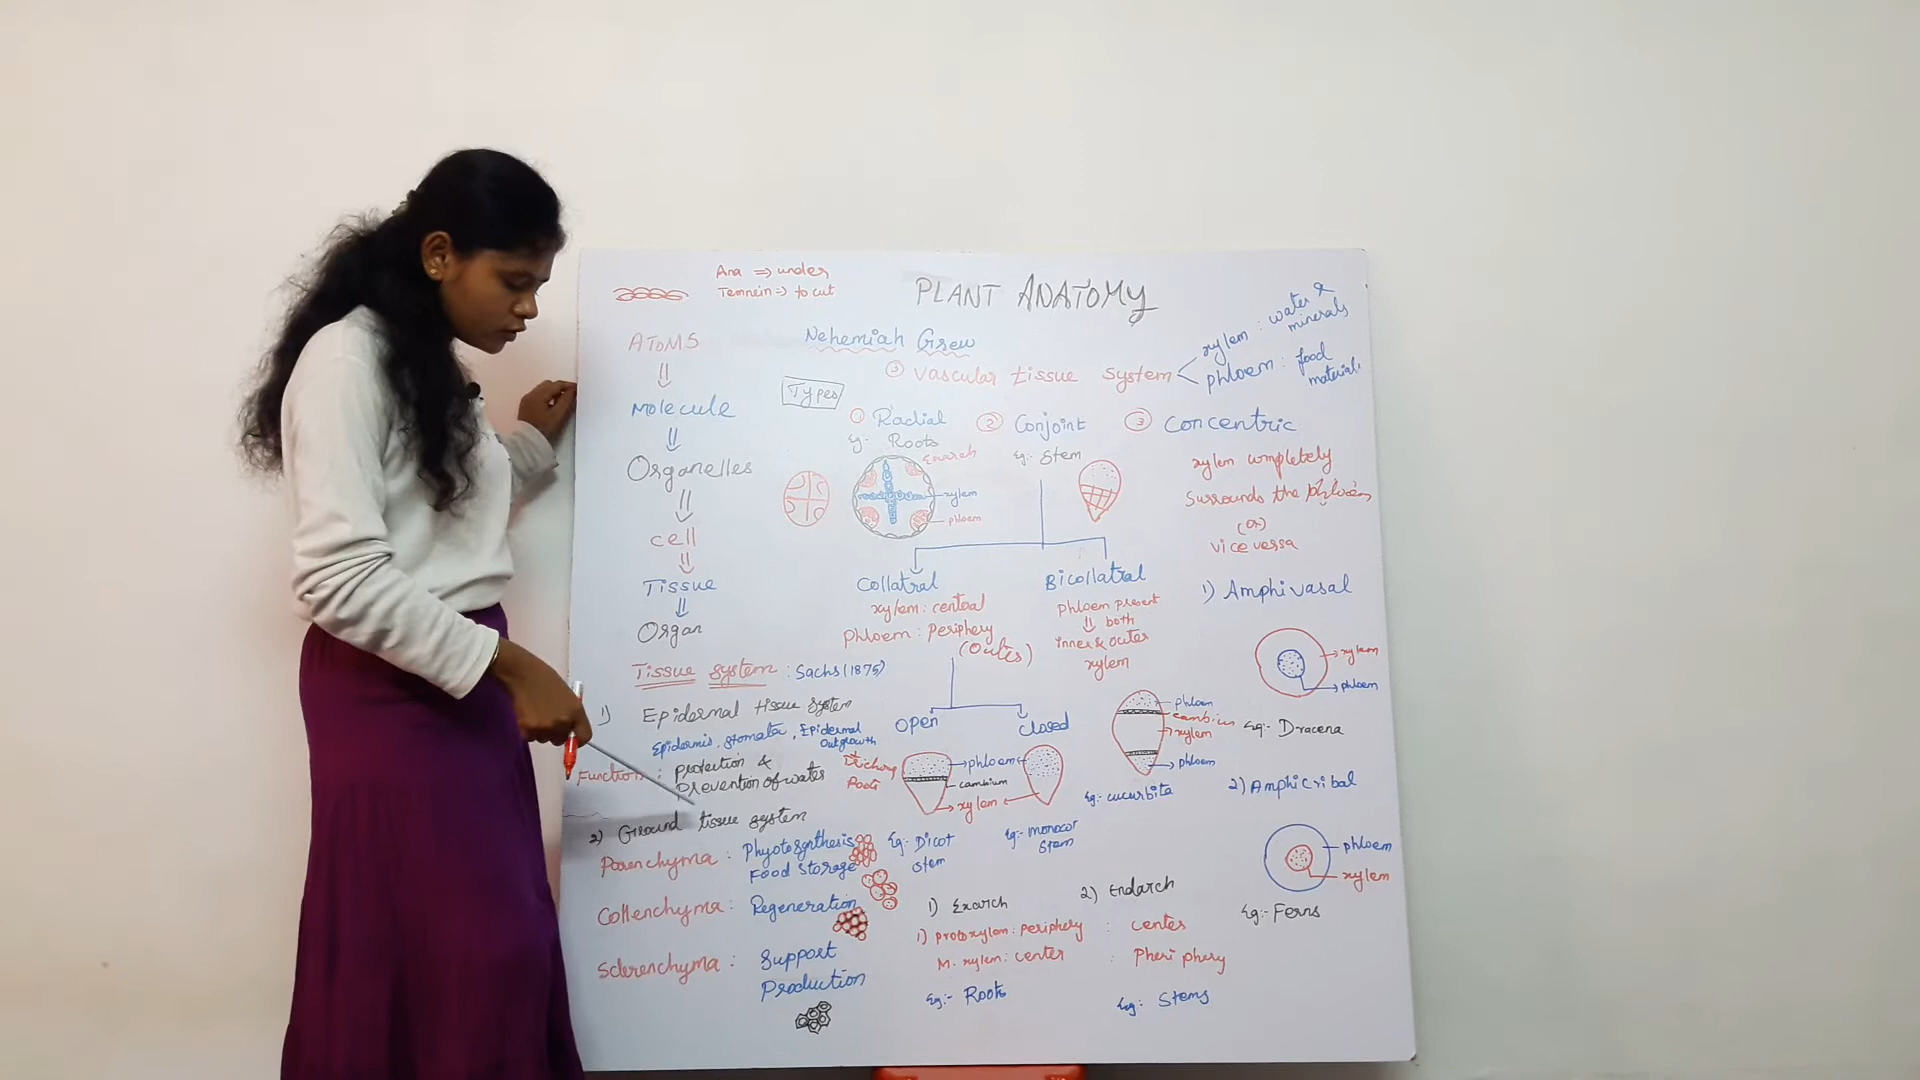 Ana => under
Temnein => to cut
PLANT ANATOMY
ATOMS
Molecule
Organelles
cell
Tissue
Organ
Nehemiah Grew
③ Vascular tissue system
xylem : water &
minerals
phloem : food
material.
Types
① Radial
Eg:- Roots
Exarch
xylem
phloem
② Conjoint
Eg:- Stem
③ Concentric
xylem completely
Surrounds the phloem
(or)
vice versa
Collatral
xylem : central
Phloem : Periphery
(Outer)
Bicollatral
Phloem present
both
inner & outer
xylem
1) Amphivasal
xylem
phloem
Eg:- Dracena
2) Amphicribal
phloem
xylem
Eg:- Ferns
Tissue system : Sachs (1875)
1) Epidermal tissue System
Epidermis, stomata, Epidermal
Outgrowth
Function : Protection &
Prevention of water
Roots
2) Ground tissue system
Parenchyma : Phyotosynthesis
Food Storage
Collenchyma : Regeneration
Sclerenchyma : Support
Production
Open
Closed
phloem
cambium
xylem
Eg:- Dicot
stem
Eg:- monocot
Stem
phloem
cambium
xylem
phloem
Eg:- cucurbita
1) Exarch
2) Endarch
1) protoxylem : periphery : center
M. xylem : center : Pheriphery
Eg:- Roots
Eg:- Stems